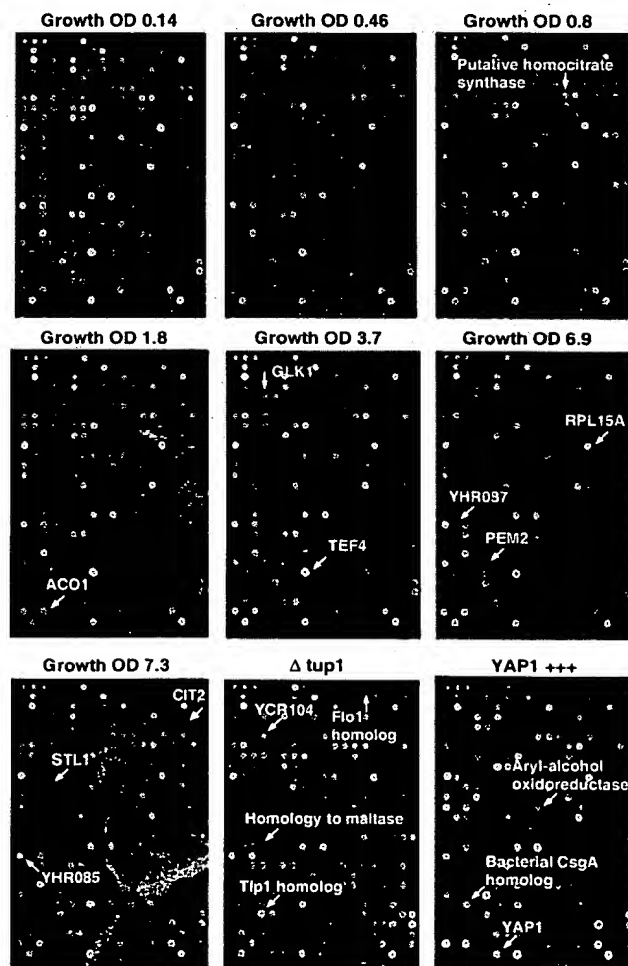 Growth OD 0.14
Growth OD 0.46
Growth OD 0.8
Putative homocitrate
synthase
Growth OD 1.8
Growth OD 3.7
Growth OD 6.9
GLK1
RPL15A
YHR087
PEM2
TEF4
ACO1
Growth OD 7.3
Δ tup1
YAP1 +++
CIT2
YCR104
Flo1
homolog
STL1
Aryl-alcohol
oxidoreductase
Homology to maltase
YHR085
Bacterial CsgA
homolog
Tip1 homolog
YAP1